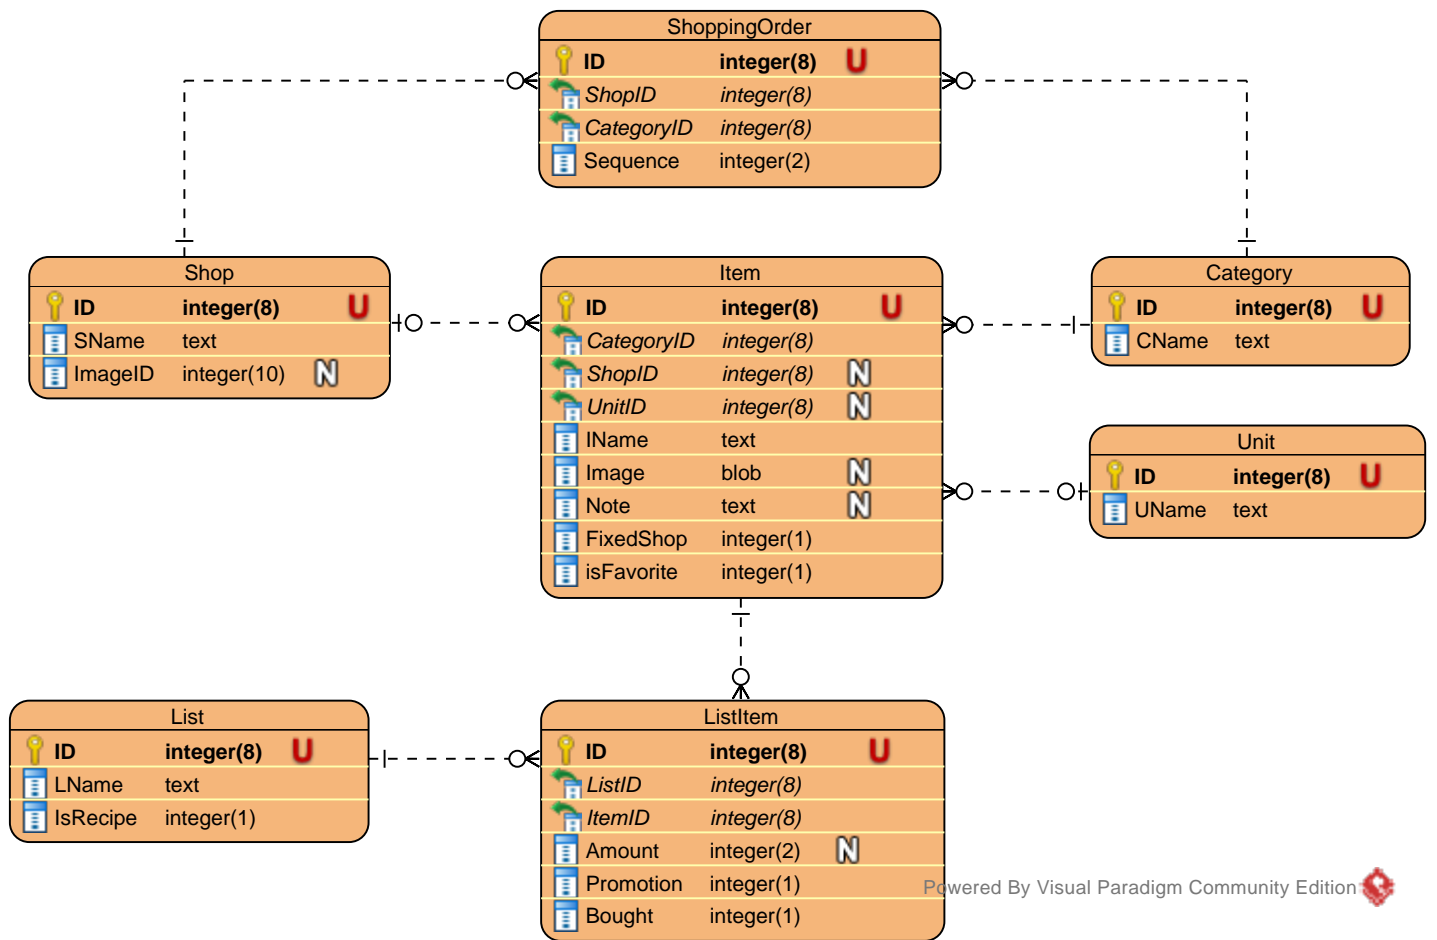 ShoppingOrder
ID integer(8) U
ShopID integer(8)
CategoryID integer(8)
Sequence integer(2)
Shop
ID integer(8) U
SName text
ImageID integer(10) N
Item
ID integer(8) U
CategoryID integer(8)
ShopID integer(8) N
UnitID integer(8) N
IName text
Image blob N
Note text N
FixedShop integer(1)
isFavorite integer(1)
Category
ID integer(8) U
CName text
Unit
ID integer(8) U
UName text
List
ID integer(8) U
LName text
IsRecipe integer(1)
ListItem
ID integer(8) U
ListID integer(8)
ItemID integer(8)
Amount integer(2) N
Promotion integer(1)
Bought integer(1)
Powered By Visual Paradigm Community Edition